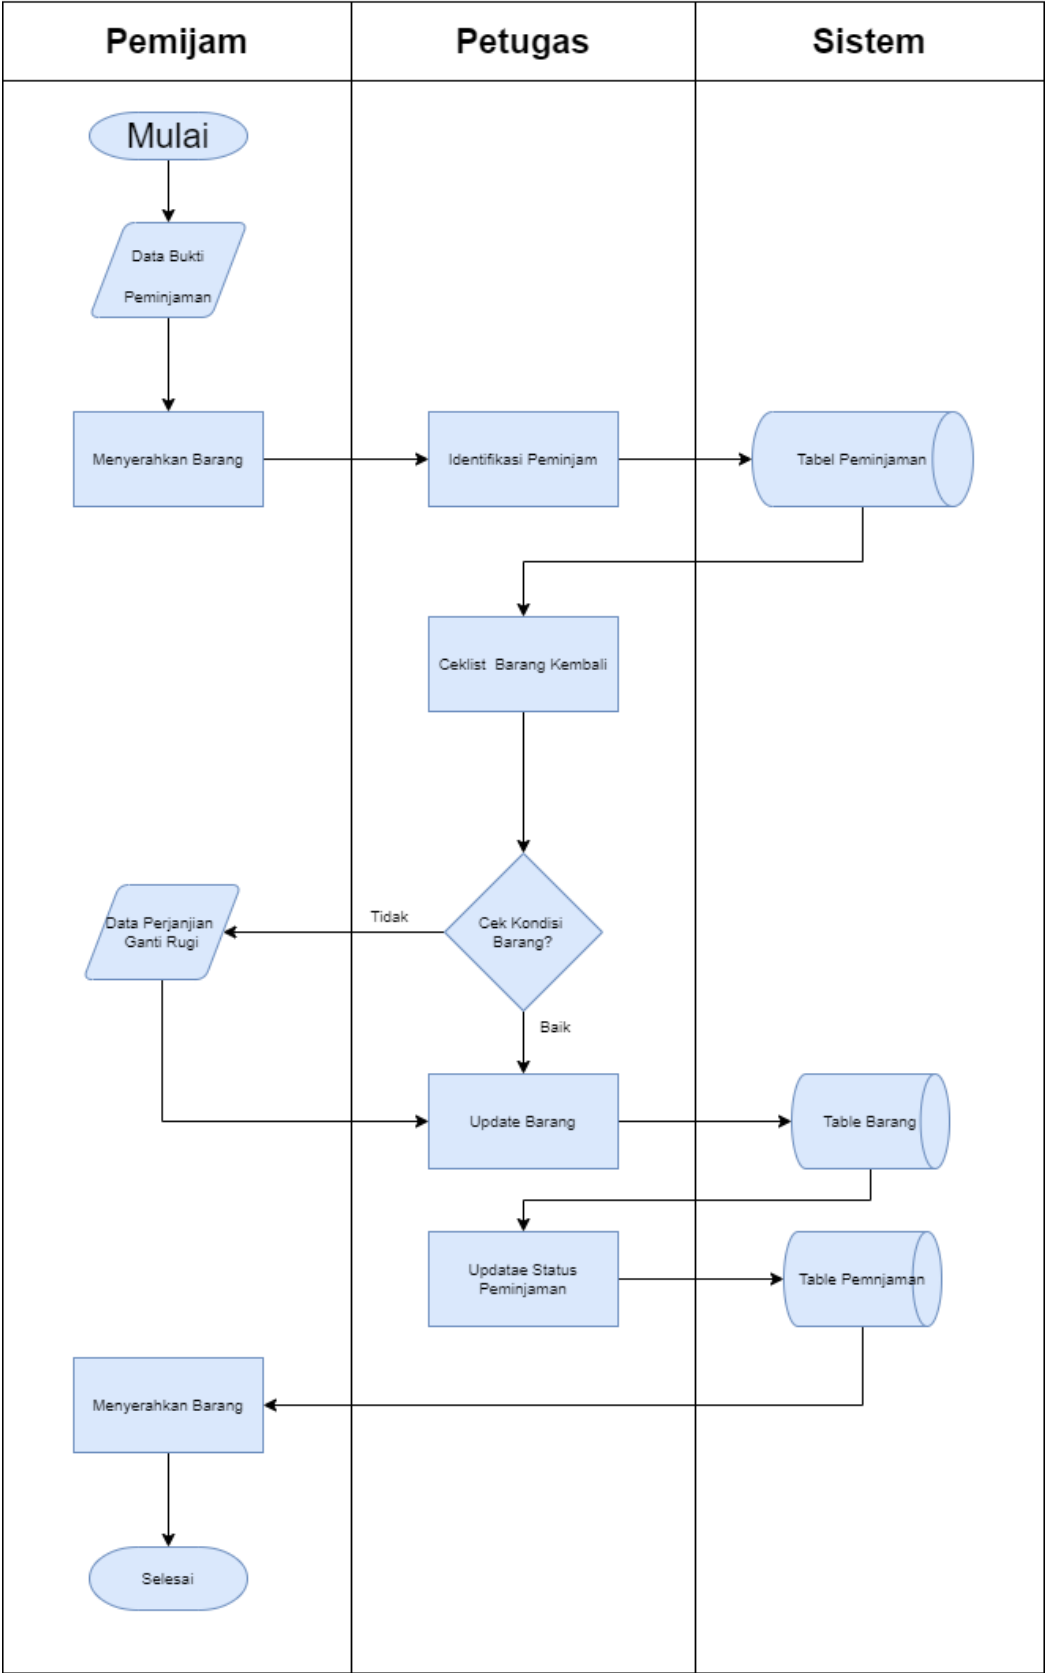 Pemijam
Petugas
Sistem
Mulai
Data Bukti
Peminjaman
Menyerahkan Barang
Identifikasi Peminjam
Tabel Peminjaman
Ceklist Barang Kembali
Data Perjanjian
Ganti Rugi
Tidak
Cek Kondisi
Barang?
Baik
Update Barang
Table Barang
Updatae Status
Peminjaman
Table Pemnjaman
Menyerahkan Barang
Selesai